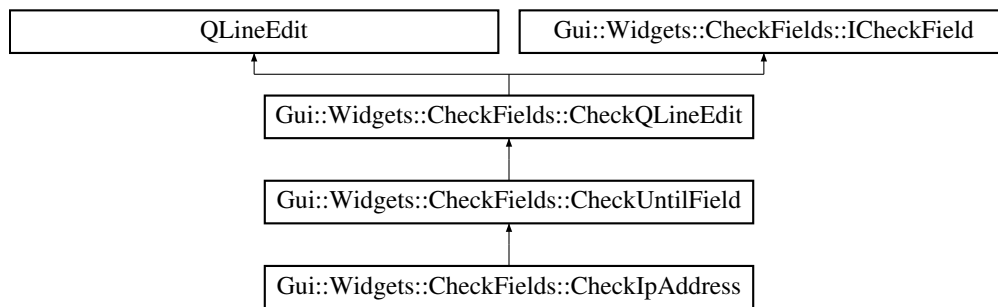 QLineEdit
Gui::Widgets::CheckFields::ICheckField
Gui::Widgets::CheckFields::CheckQLineEdit
Gui::Widgets::CheckFields::CheckUntilField
Gui::Widgets::CheckFields::CheckIpAddress